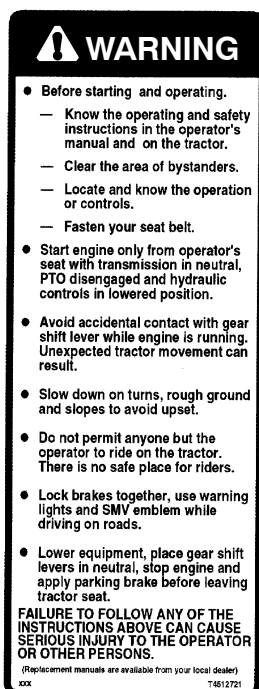 WARNING
● Before starting and operating.
— Know the operating and safety
instructions in the operator's
manual and on the tractor.
— Clear the area of bystanders.
— Locate and know the operation
or controls.
— Fasten your seat belt.
● Start engine only from operator's
seat with transmission in neutral,
PTO disengaged and hydraulic
controls in lowered position.
● Avoid accidental contact with gear
shift lever while engine is running.
Unexpected tractor movement can
result.
● Slow down on turns, rough ground
and slopes to avoid upset.
● Do not permit anyone but the
operator to ride on the tractor.
There is no safe place for riders.
● Lock brakes together, use warning
lights and SMV emblem while
driving on roads.
● Lower equipment, place gear shift
levers in neutral, stop engine and
apply parking brake before leaving
tractor seat.
FAILURE TO FOLLOW ANY OF THE
INSTRUCTIONS ABOVE CAN CAUSE
SERIOUS INJURY TO THE OPERATOR
OR OTHER PERSONS.
(Replacement manuals are available from your local dealer)
xxx T4512721